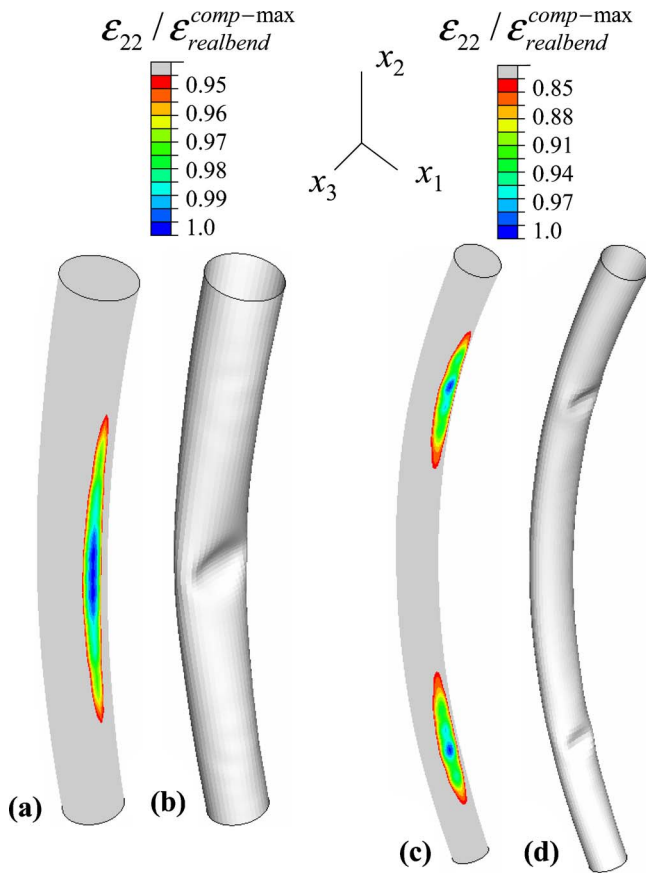 ε₂₂ / ε_realbend^comp−max
0.95
0.96
0.97
0.98
0.99
1.0
x₂
x₃
x₁
ε₂₂ / ε_realbend^comp−max
0.85
0.88
0.91
0.94
0.97
1.0
(a)
(b)
(c)
(d)